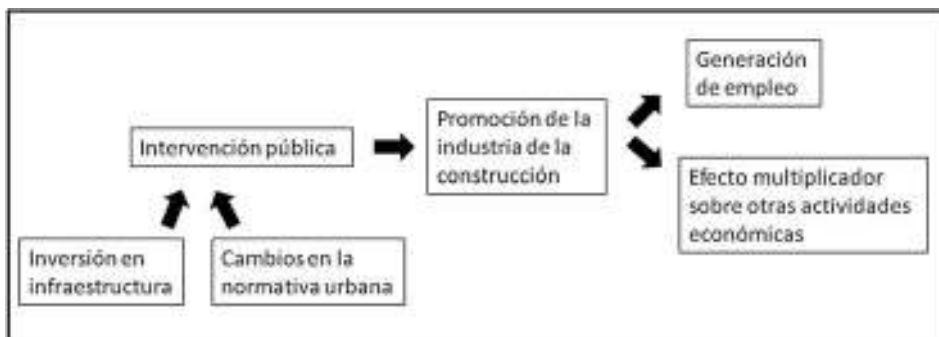 Generación
de empleo
Promoción de la
industria de la
construcción
Intervención pública
Efecto multiplicador
sobre otras actividades
económicas
Inversión en
infraestructura
Cambios en la
normativa urbana